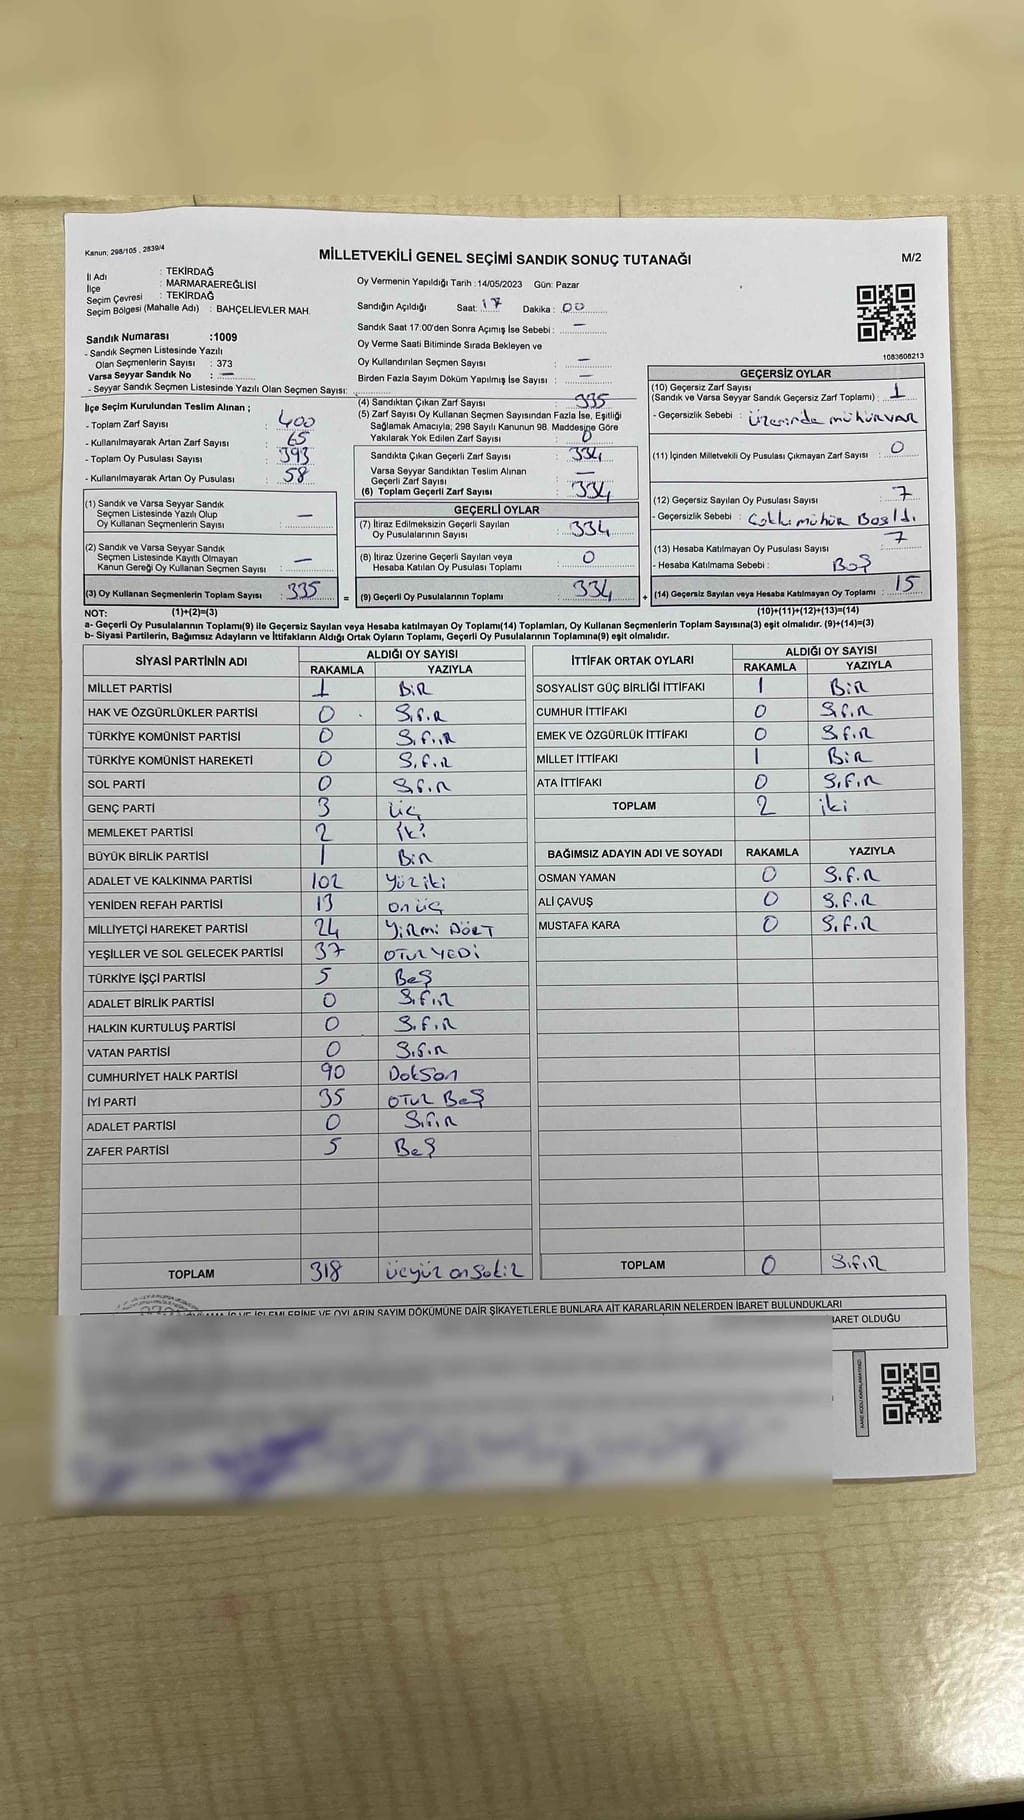 Kanun: 298/105 , 2839/4
MİLLETVEKİLİ GENEL SEÇİMİ SANDIK SONUÇ TUTANAĞI
M/2
İl Adı : TEKİRDAĞ
İlçe : MARMARAEREĞLİSİ
Seçim Çevresi : TEKİRDAĞ
Seçim Bölgesi (Mahalle Adı) : BAHÇELİEVLER MAH.
Sandık Numarası :1009
- Sandık Seçmen Listesinde Yazılı
Olan Seçmenlerin Sayısı : 373
Varsa Seyyar Sandık No : —
- Seyyar Sandık Seçmen Listesinde Yazılı Olan Seçmen Sayısı:
İlçe Seçim Kurulundan Teslim Alınan ;
- Toplam Zarf Sayısı : 400
- Kullanılmayarak Artan Zarf Sayısı : 65
- Toplam Oy Pusulası Sayısı : 393
- Kullanılmayarak Artan Oy Pusulası : 58
(1) Sandık ve Varsa Seyyar Sandık
Seçmen Listesinde Yazılı Olup
Oy Kullanan Seçmenlerin Sayısı : —
(2) Sandık ve Varsa Seyyar Sandık
Seçmen Listesinde Kayıtlı Olmayan
Kanun Gereği Oy Kullanan Seçmen Sayısı : —
(3) Oy Kullanan Seçmenlerin Toplam Sayısı : 335
Oy Vermenin Yapıldığı Tarih : 14/05/2023 Gün: Pazar
Sandığın Açıldığı Saat: 17 Dakika : 00
Sandık Saat 17:00'den Sonra Açımış İse Sebebi : —
Oy Verme Saati Bitiminde Sırada Bekleyen ve
Oy Kullandırılan Seçmen Sayısı : —
Birden Fazla Sayım Döküm Yapılmış İse Sayısı : —
(4) Sandıktan Çıkan Zarf Sayısı : 335
(5) Zarf Sayısı Oy Kullanan Seçmen Sayısından Fazla İse, Eşitliği
Sağlamak Amacıyla; 298 Sayılı Kanunun 98. Maddesine Göre
Yakılarak Yok Edilen Zarf Sayısı : 0
Sandıkta Çıkan Geçerli Zarf Sayısı : 334
Varsa Seyyar Sandıktan Teslim Alınan
Geçerli Zarf Sayısı : —
(6) Toplam Geçerli Zarf Sayısı : 334
GEÇERLİ OYLAR
(7) İtiraz Edilmeksizin Geçerli Sayılan
Oy Pusulalarının Sayısı : 334
(8) İtiraz Üzerine Geçerli Sayılan veya
Hesaba Katılan Oy Pusulası Toplamı : 0
= (9) Geçerli Oy Pusulalarının Toplamı : 334 +
1083608213
GEÇERSİZ OYLAR
(10) Geçersiz Zarf Sayısı
(Sandık ve Varsa Seyyar Sandık Geçersiz Zarf Toplamı) : 1
- Geçersizlik Sebebi : Üzerinde mühür VAR
(11) İçinden Milletvekili Oy Pusulası Çıkmayan Zarf Sayısı : 0
(12) Geçersiz Sayılan Oy Pusulası Sayısı : 7
- Geçersizlik Sebebi : Çoklu mühür Basıldı
(13) Hesaba Katılmayan Oy Pusulası Sayısı : 7
- Hesaba Katılmama Sebebi : Boş
(14) Geçersiz Sayılan veya Hesaba Katılmayan Oy Toplamı : 15
NOT: (1)+(2)=(3)
(10)+(11)+(12)+(13)=(14)
a- Geçerli Oy Pusulalarının Toplamı(9) ile Geçersiz Sayılan veya Hesaba katılmayan Oy Toplamı(14) Toplamları, Oy Kullanan Seçmenlerin Toplam Sayısına(3) eşit olmalıdır. (9)+(14)=(3)
b- Siyasi Partilerin, Bağımsız Adayların ve İttifakların Aldığı Ortak Oyların Toplamı, Geçerli Oy Pusulalarının Toplamına(9) eşit olmalıdır.
SİYASİ PARTİNİN ADI ALDIĞI OY SAYISI
RAKAMLA YAZIYLA
MİLLET PARTİSİ 1 BİR
HAK VE ÖZGÜRLÜKLER PARTİSİ 0 SıfıR
TÜRKİYE KOMÜNİST PARTİSİ 0 SıfıR
TÜRKİYE KOMÜNİST HAREKETİ 0 SıfıR
SOL PARTİ 0 SıfıR
GENÇ PARTİ 3 üç
MEMLEKET PARTİSİ 2 iki
BÜYÜK BİRLİK PARTİSİ 1 Bir
ADALET VE KALKINMA PARTİSİ 102 Yüz iki
YENİDEN REFAH PARTİSİ 13 on üç
MİLLİYETÇİ HAREKET PARTİSİ 24 YİRMİ DÖRT
YEŞİLLER VE SOL GELECEK PARTİSİ 37 OTUZ YEDİ
TÜRKİYE İŞÇİ PARTİSİ 5 Beş
ADALET BİRLİK PARTİSİ 0 SıfıR
HALKIN KURTULUŞ PARTİSİ 0 SıfıR
VATAN PARTİSİ 0 SıfıR
CUMHURİYET HALK PARTİSİ 90 Doksan
İYİ PARTİ 35 OTUZ Beş
ADALET PARTİSİ 0 SıfıR
ZAFER PARTİSİ 5 Beş
TOPLAM 318 üçyüz onsekiz
İTTİFAK ORTAK OYLARI ALDIĞI OY SAYISI
RAKAMLA YAZIYLA
SOSYALİST GÜÇ BİRLİĞİ İTTİFAKI 1 BİR
CUMHUR İTTİFAKI 0 SıfıR
EMEK VE ÖZGÜRLÜK İTTİFAKI 0 SıfıR
MİLLET İTTİFAKI 1 BİR
ATA İTTİFAKI 0 SıfıR
TOPLAM 2 iki
BAĞIMSIZ ADAYIN ADI VE SOYADI RAKAMLA YAZIYLA
OSMAN YAMAN 0 SıfıR
ALİ ÇAVUŞ 0 SıfıR
MUSTAFA KARA 0 SıfıR
TOPLAM 0 SıfıR
İŞLEMLERİNE VE OYLARIN SAYIM DÖKÜMÜNE DAİR ŞİKAYETLERLE BUNLARA AİT KARARLARIN NELERDEN İBARET BULUNDUKLARI
BARET OLDUĞU